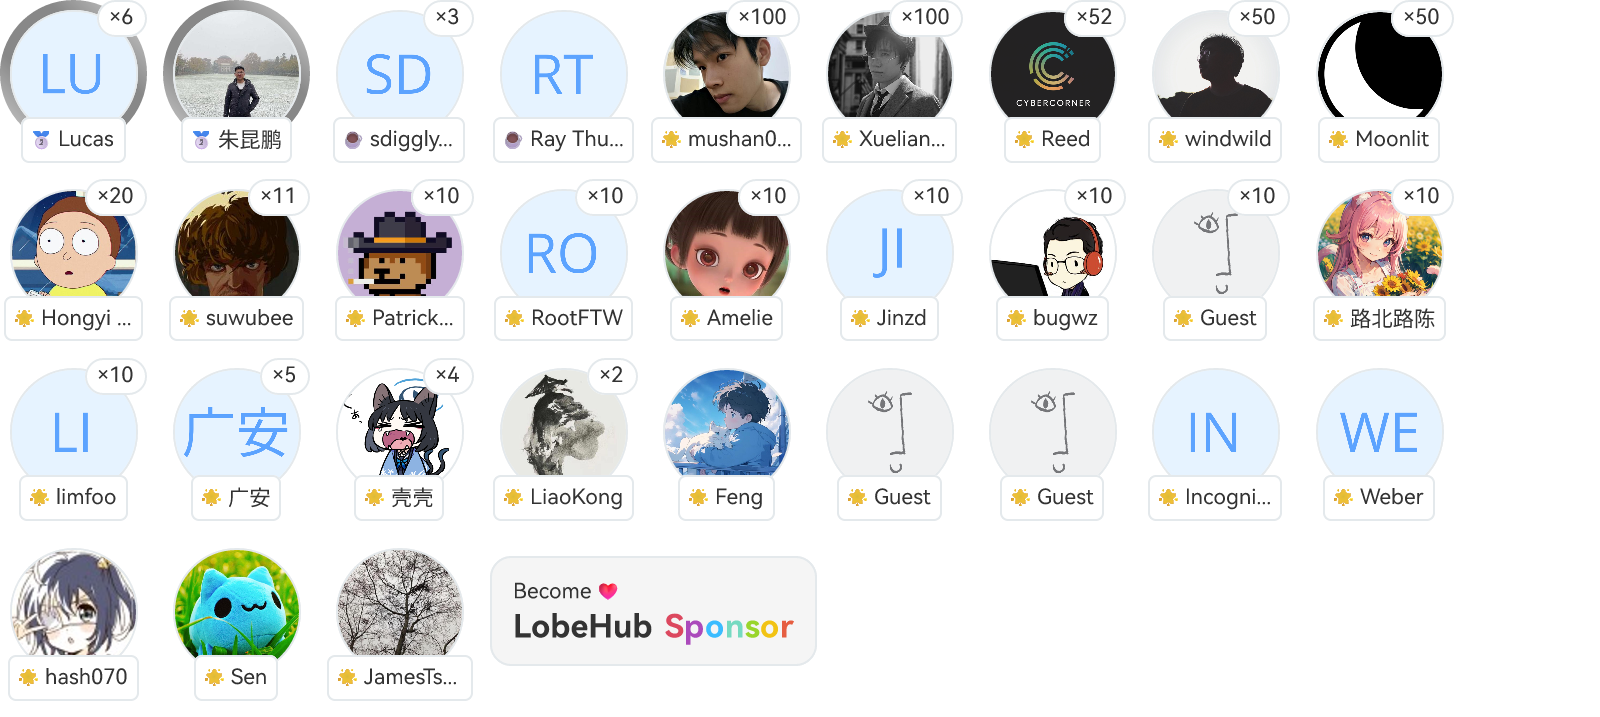 ×6
×3
×100
×100
×52
×50
×50
LU
SD
RT
CYBERCORNER
Lucas
朱昆鹏
sdiggly...
Ray Thu...
mushan0...
Xuelian...
Reed
windwild
Moonlit
×20
×11
×10
×10
×10
×10
×10
×10
×10
RO
JI
Hongyi ...
suwubee
Patrick...
RootFTW
Amelie
Jinzd
bugwz
Guest
路北路陈
×10
×5
×4
×2
LI
广安
IN
WE
limfoo
广安
壳壳
LiaoKong
Feng
Guest
Guest
Incogni...
Weber
hash070
Sen
JamesTs...
Become
LobeHub Sponsor